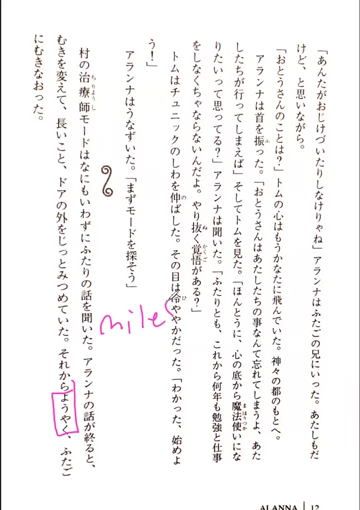 「あんたがおじけづいたりしなけりゃね」アランナはふたごの兄にいった。あたしもだ
けど、と思いながら。
「おとうさんのことは？」トムの心はもうかなたに飛んでいた。神々の都のもとへ。
アランナは首を振った。「おとうさんはあたしたちの事なんて忘れてしまうよ、あた
したちが行ってしまえば」そしてトムを見た。「ほんとうに、心の底から魔法使いにな
りたいって思ってる？」アランナは聞いた。「ふたりとも、これから何年も勉強と仕事
をしなくちゃならないんだよ。やり抜く覚悟がある？」
トムはチュニックのしわを伸ばした。その目は冷ややかだった。「わかった、始めよ
う！」
アランナはうなずいた。「まずモードを探そう」
村の治療師モードはなにもいわずにふたりの話を聞いた。アランナの話が終ると、
むきを変えて、長いこと、ドアの外をじっとみつめていた。それからようやく、ふたご
にむきなおった。
miles
ALANNA | 12